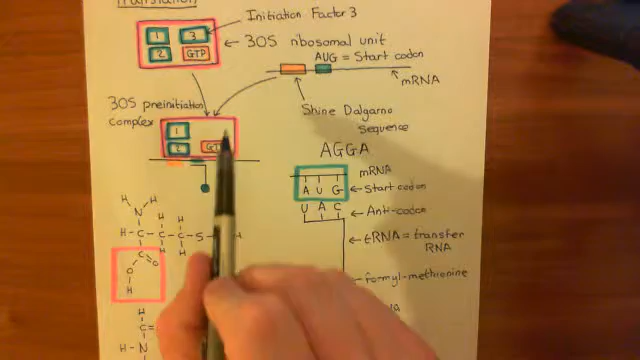 Translation
Initiation Factor 3
1 3
2 GTP
30S ribosomal unit
AUG = Start codon
mRNA
30S preinitiation
complex
Shine Dalgarno
Sequence
1
2
AGGA
mRNA
A U G
Start codon
U A C
Anti-codon
tRNA = transfer
RNA
formyl-methionine
H H
N
H - C - C - C - S
H
H H
C
O O
H
H
C =
H - N